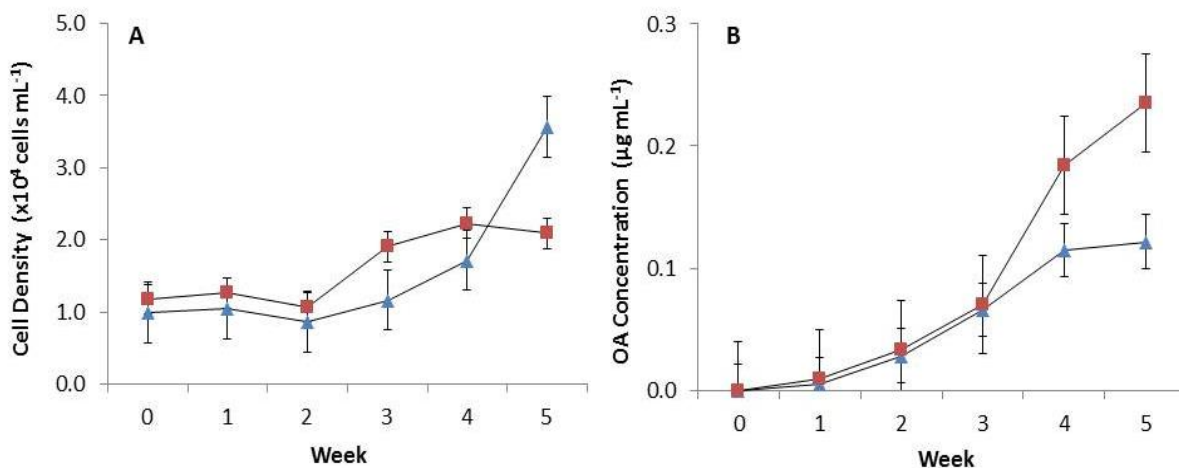 A
Cell Density (x10⁴ cells mL⁻¹)
5.0
4.0
3.0
2.0
1.0
0.0
0 1 2 3 4 5
Week
B
OA Concentration (µg mL⁻¹)
0.3
0.2
0.1
0.0
0 1 2 3 4 5
Week